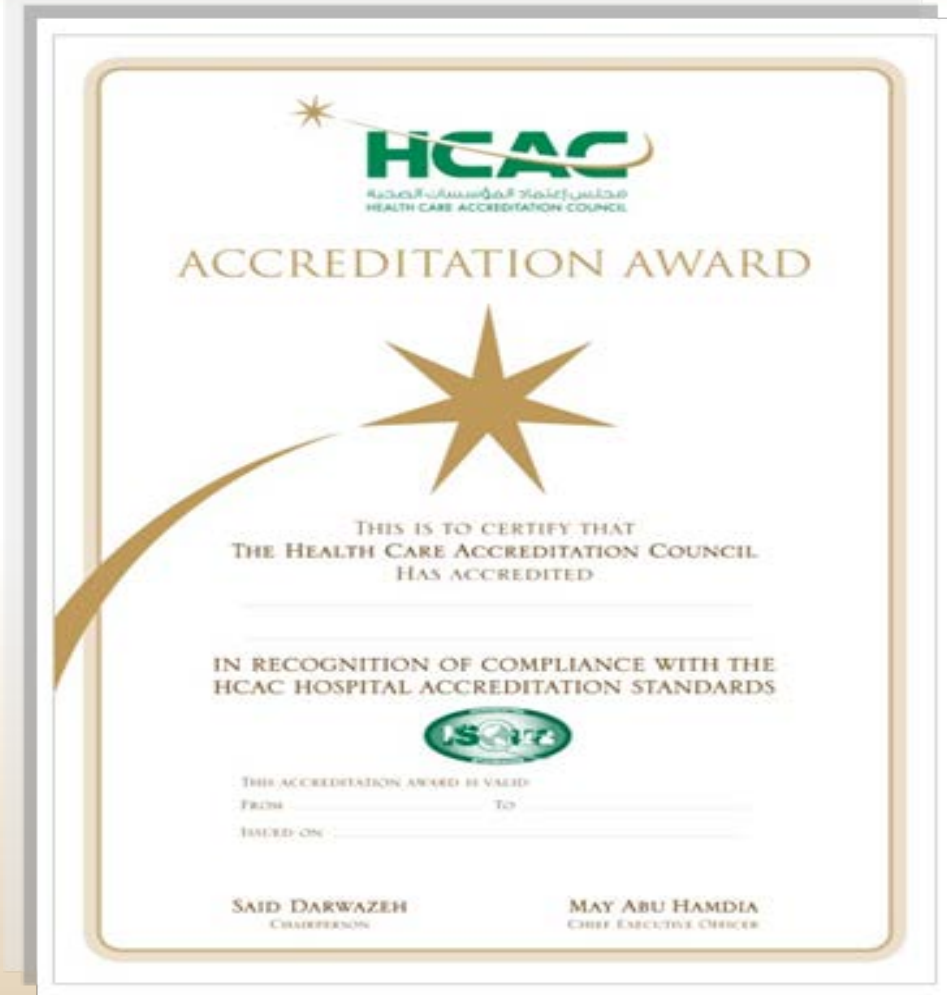 HCAC
مجلس إعتماد المؤسسات الصحية
HEALTH CARE ACCREDITATION COUNCIL
ACCREDITATION AWARD
THIS IS TO CERTIFY THAT
THE HEALTH CARE ACCREDITATION COUNCIL
HAS ACCREDITED
IN RECOGNITION OF COMPLIANCE WITH THE
HCAC HOSPITAL ACCREDITATION STANDARDS
THIS ACCREDITATION AWARD IS VALID
FROM TO
ISSUED ON
SAID DARWAZEH MAY ABU HAMDIA
CHAIRPERSON CHIEF EXECUTIVE OFFICER